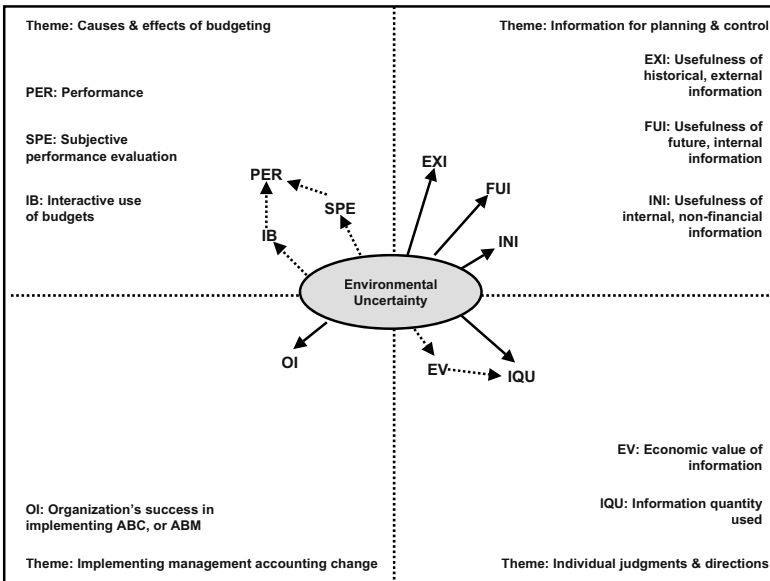 Theme: Causes & effects of budgeting
PER: Performance
SPE: Subjective
performance evaluation
IB: Interactive use
of budgets
Theme: Information for planning & control
EXI: Usefulness of
historical, external
information
FUI: Usefulness of
future, internal
information
INI: Usefulness of
internal, non-financial
information
PER
SPE
IB
EXI
FUI
INI
Environmental
Uncertainty
OI
EV
IQU
OI: Organization's success in
implementing ABC, or ABM
Theme: Implementing management accounting change
EV: Economic value of
information
IQU: Information quantity
used
Theme: Individual judgments & directions